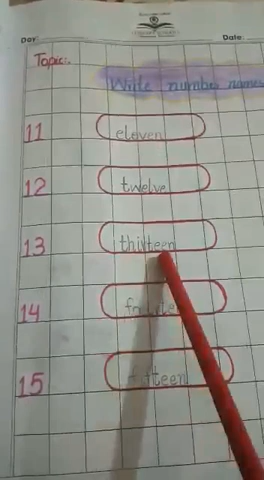 Day:
Date:
Topic:
Write number names
11 eleven
12 twelve
13 thirteen
14
15 fifteen